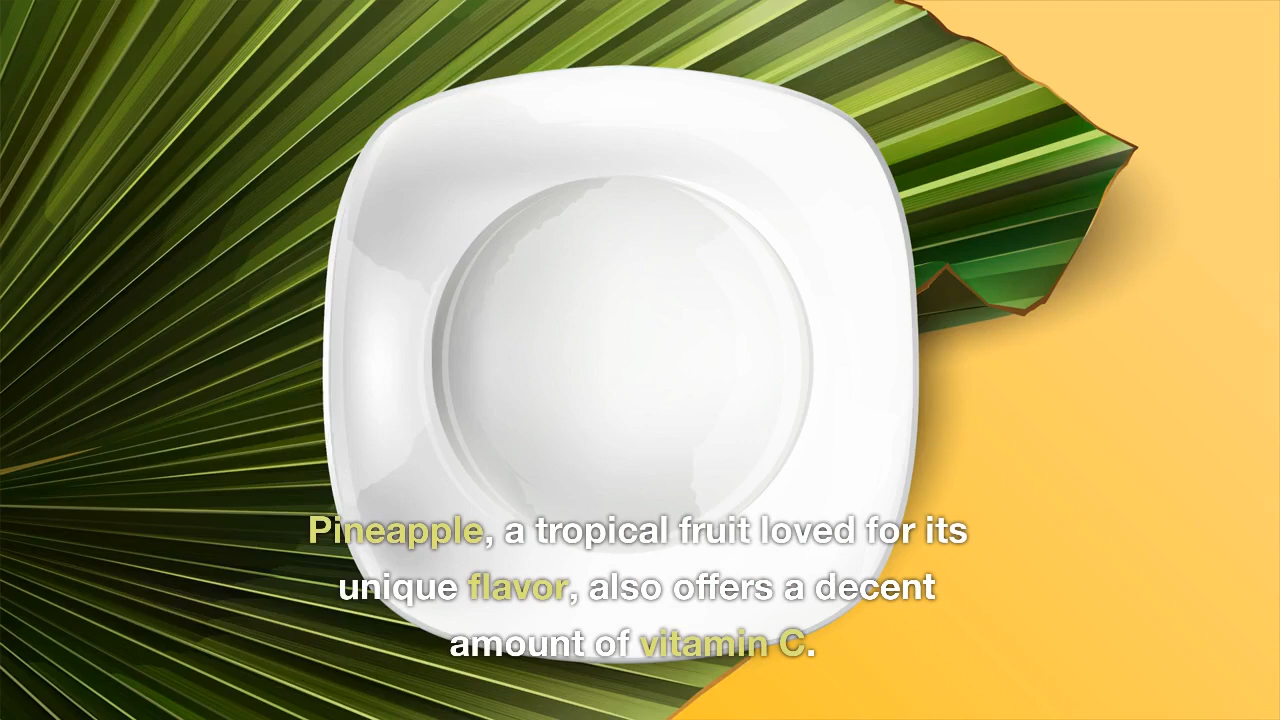 Pineapple, a tropical fruit loved for its
unique flavor, also offers a decent
amount of vitamin C.